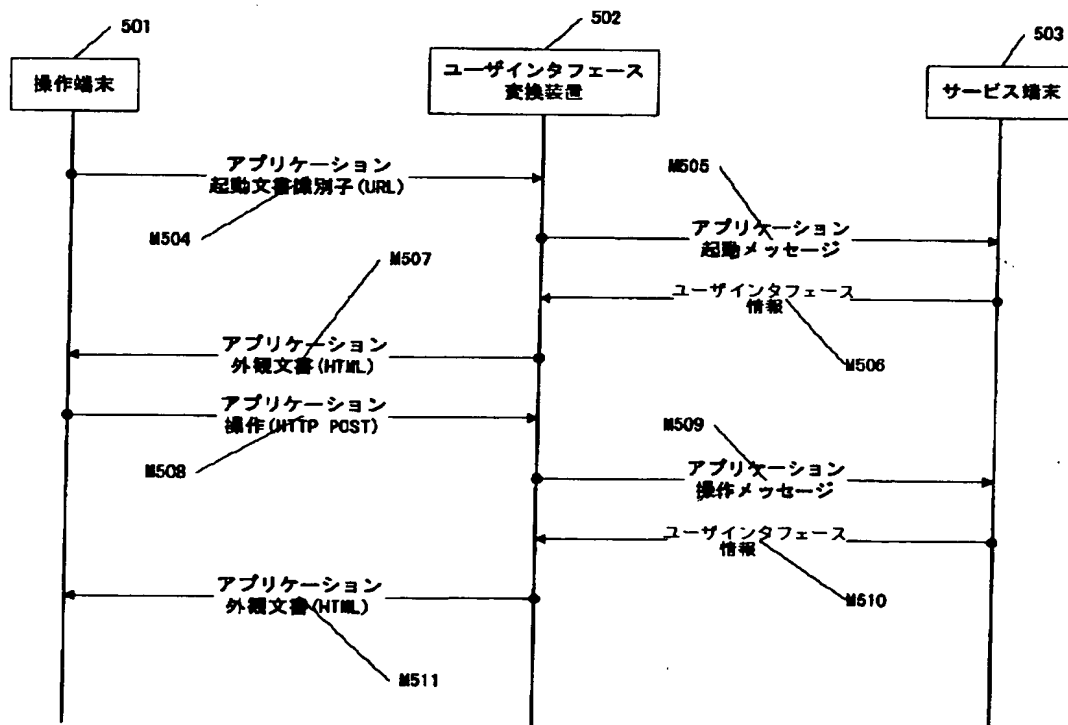 501
502
503
操作端末
ユーザインタフェース
変換装置
サービス端末
アプリケーション
起動文書識別子(URL)
M504
M505
アプリケーション
起動メッセージ
M507
ユーザインタフェース
情報
M506
アプリケーション
外観文書(HTML)
アプリケーション
操作(HTTP POST)
M508
M509
アプリケーション
操作メッセージ
ユーザインタフェース
情報
M510
アプリケーション
外観文書(HTML)
M511